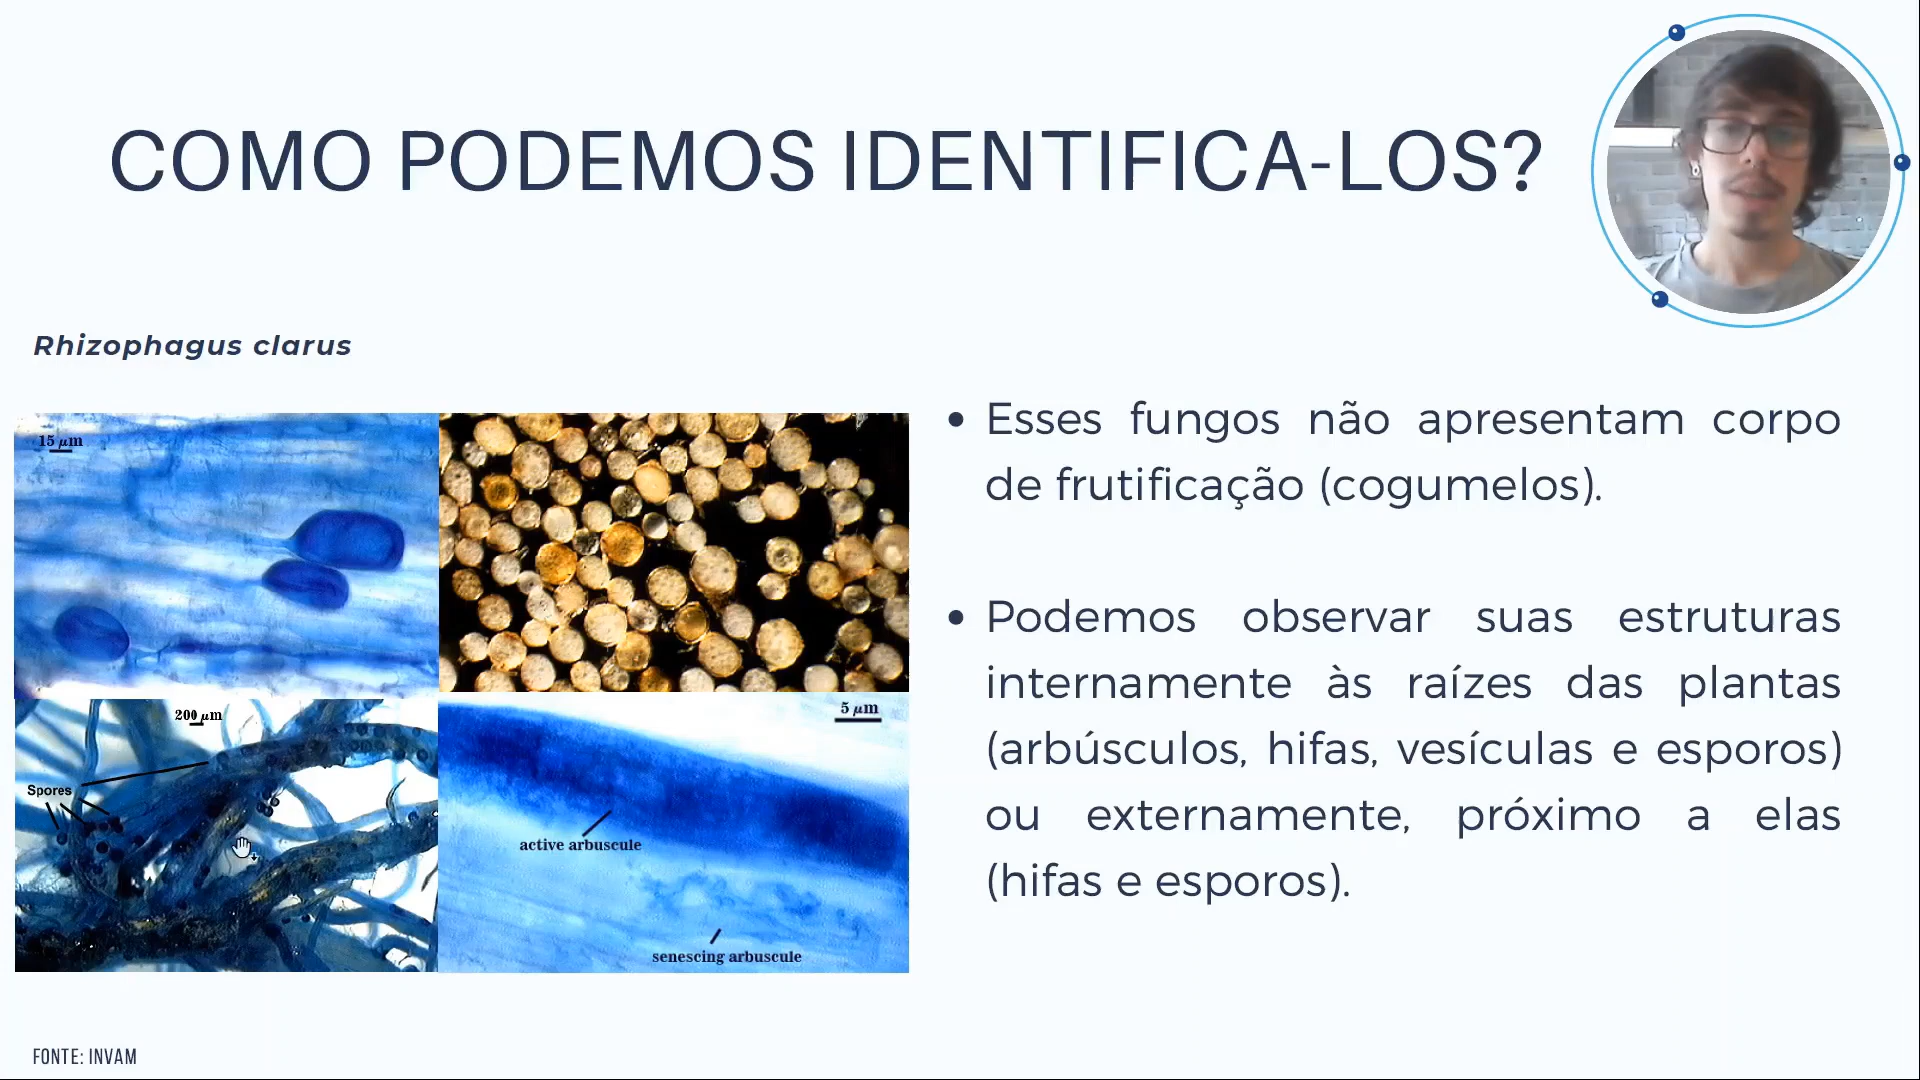 COMO PODEMOS IDENTIFICA-LOS?
Rhizophagus clarus
15 μm
200 μm
Spores
5 μm
active arbuscule
senescing arbuscule
• Esses fungos não apresentam corpo
de frutificação (cogumelos).
• Podemos observar suas estruturas
internamente às raízes das plantas
(arbúsculos, hifas, vesículas e esporos)
ou externamente, próximo a elas
(hifas e esporos).
FONTE: INVAM